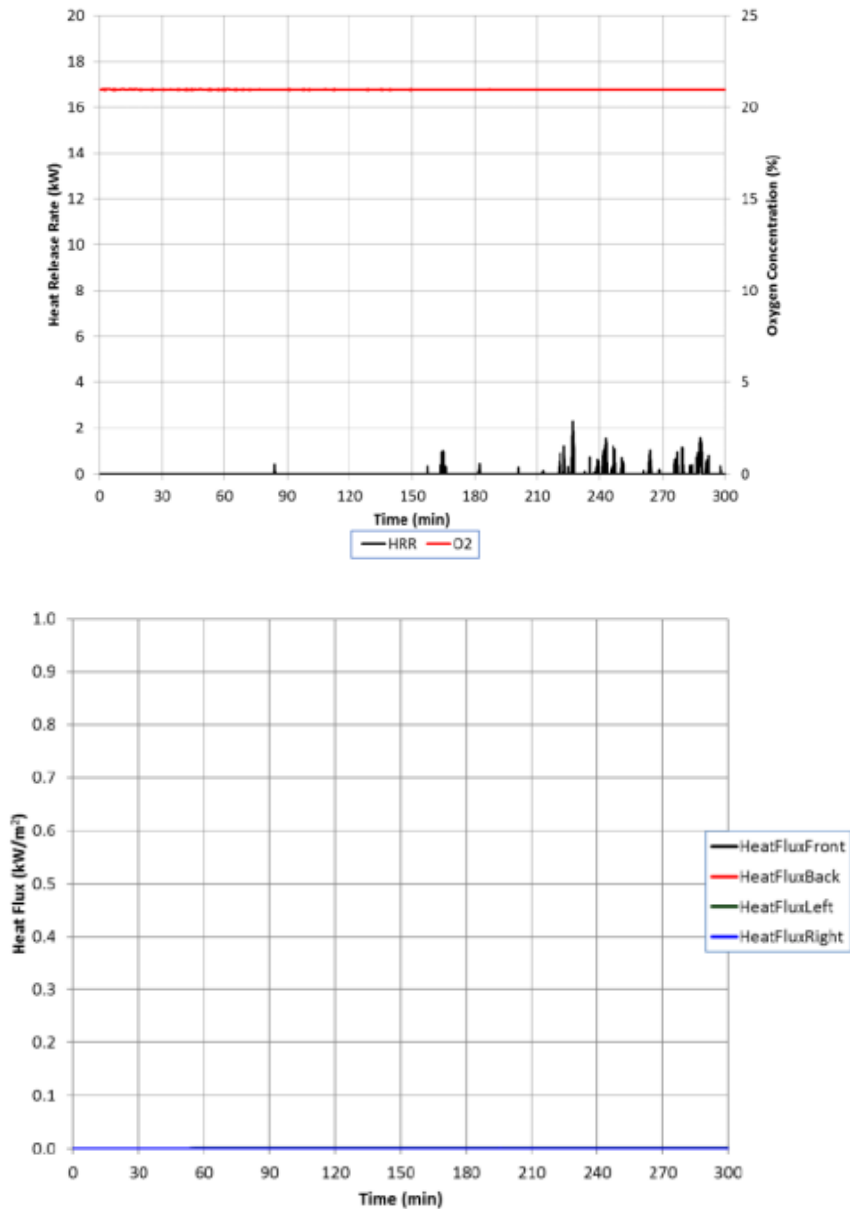 20
18
16
14
12
10
8
6
4
2
0
Heat Release Rate (kW)
25
20
15
10
5
0
Oxygen Concentration (%)
0 30 60 90 120 150 180 210 240 270 300
Time (min)
HRR O2
1.0
0.9
0.8
0.7
0.6
0.5
0.4
0.3
0.2
0.1
0.0
Heat Flux (kW/m²)
0 30 60 90 120 150 180 210 240 270 300
Time (min)
HeatFluxFront
HeatFluxBack
HeatFluxLeft
HeatFluxRight